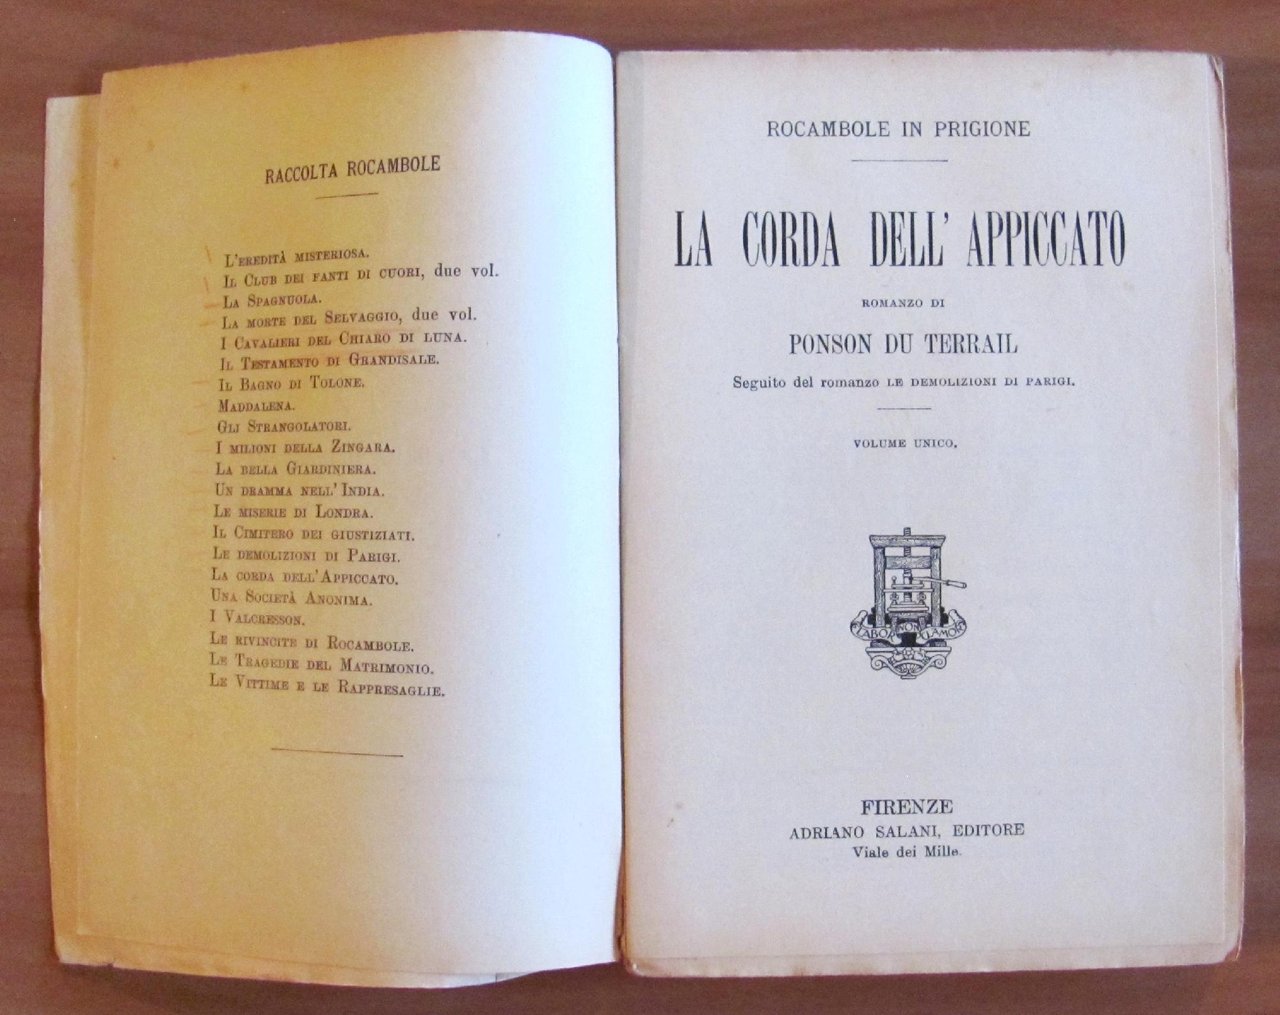 RACCOLTA ROCAMBOLE
L'EREDITÀ MISTERIOSA.
IL CLUB DEI FANTI DI CUORI, due vol.
LA SPAGNUOLA.
LA MORTE DEL SELVAGGIO, due vol.
I CAVALIERI DEL CHIARO DI LUNA.
IL TESTAMENTO DI GRANDISALE.
IL BAGNO DI TOLONE.
MADDALENA.
GLI STRANGOLATORI.
I MILIONI DELLA ZINGARA.
LA BELLA GIARDINIERA.
UN DRAMMA NELL'INDIA.
LE MISERIE DI LONDRA.
IL CIMITERO DEI GIUSTIZIATI.
LE DEMOLIZIONI DI PARIGI.
LA CORDA DELL'APPICCATO.
UNA SOCIETÀ ANONIMA.
I VALCRESSON.
LE RIVINCITE DI ROCAMBOLE.
LE TRAGEDIE DEL MATRIMONIO.
LE VITTIME E LE RAPPRESAGLIE.
ROCAMBOLE IN PRIGIONE
LA CORDA DELL' APPICCATO
ROMANZO DI
PONSON DU TERRAIL
Seguito del romanzo LE DEMOLIZIONI DI PARIGI.
VOLUME UNICO.
LABOR NON CLAMOR
FIRENZE
ADRIANO SALANI, EDITORE
Viale dei Mille.